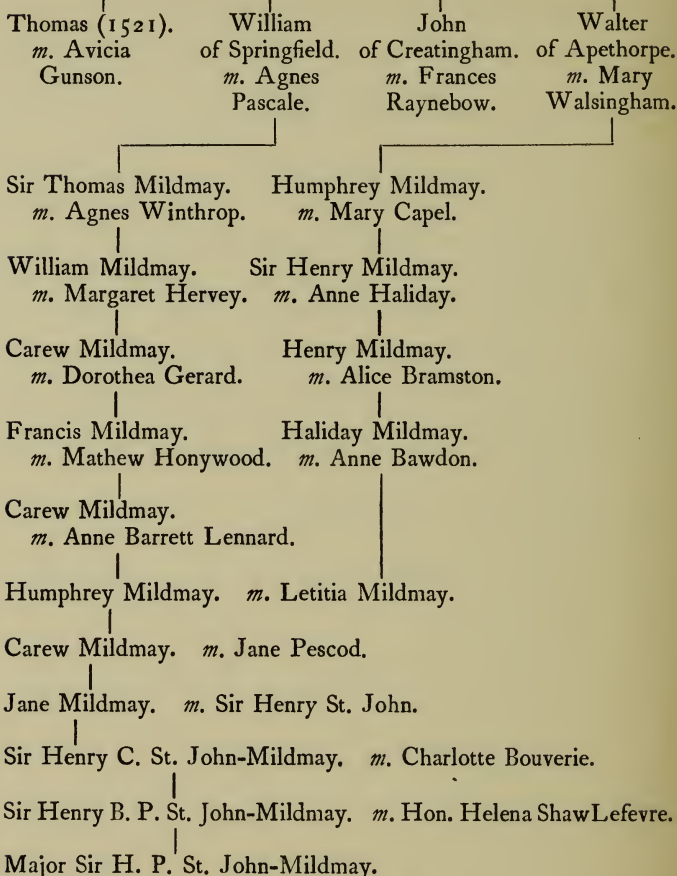 Thomas (1521). William John Walter
m. Avicia of Springfield. of Creatingham. of Apethorpe.
Gunson. m. Agnes m. Frances m. Mary
Pascale. Raynebow. Walsingham.
Sir Thomas Mildmay. Humphrey Mildmay.
m. Agnes Winthrop. m. Mary Capel.
William Mildmay. Sir Henry Mildmay.
m. Margaret Hervey. m. Anne Haliday.
Carew Mildmay. Henry Mildmay.
m. Dorothea Gerard. m. Alice Bramston.
Francis Mildmay. Haliday Mildmay.
m. Mathew Honywood. m. Anne Bawdon.
Carew Mildmay.
m. Anne Barrett Lennard.
Humphrey Mildmay. m. Letitia Mildmay.
Carew Mildmay. m. Jane Pescod.
Jane Mildmay. m. Sir Henry St. John.
Sir Henry C. St. John-Mildmay. m. Charlotte Bouverie.
Sir Henry B. P. St. John-Mildmay. m. Hon. Helena Shaw Lefevre.
Major Sir H. P. St. John-Mildmay.